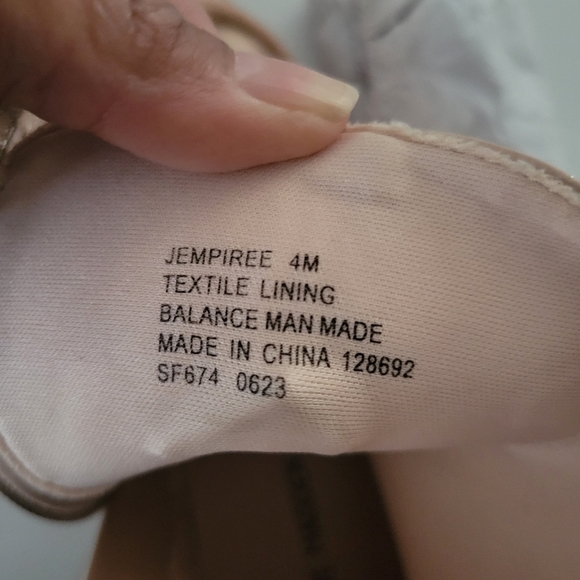 JEMPIREE 4M
TEXTILE LINING
BALANCE MAN MADE
MADE IN CHINA 128692
SF674 0623